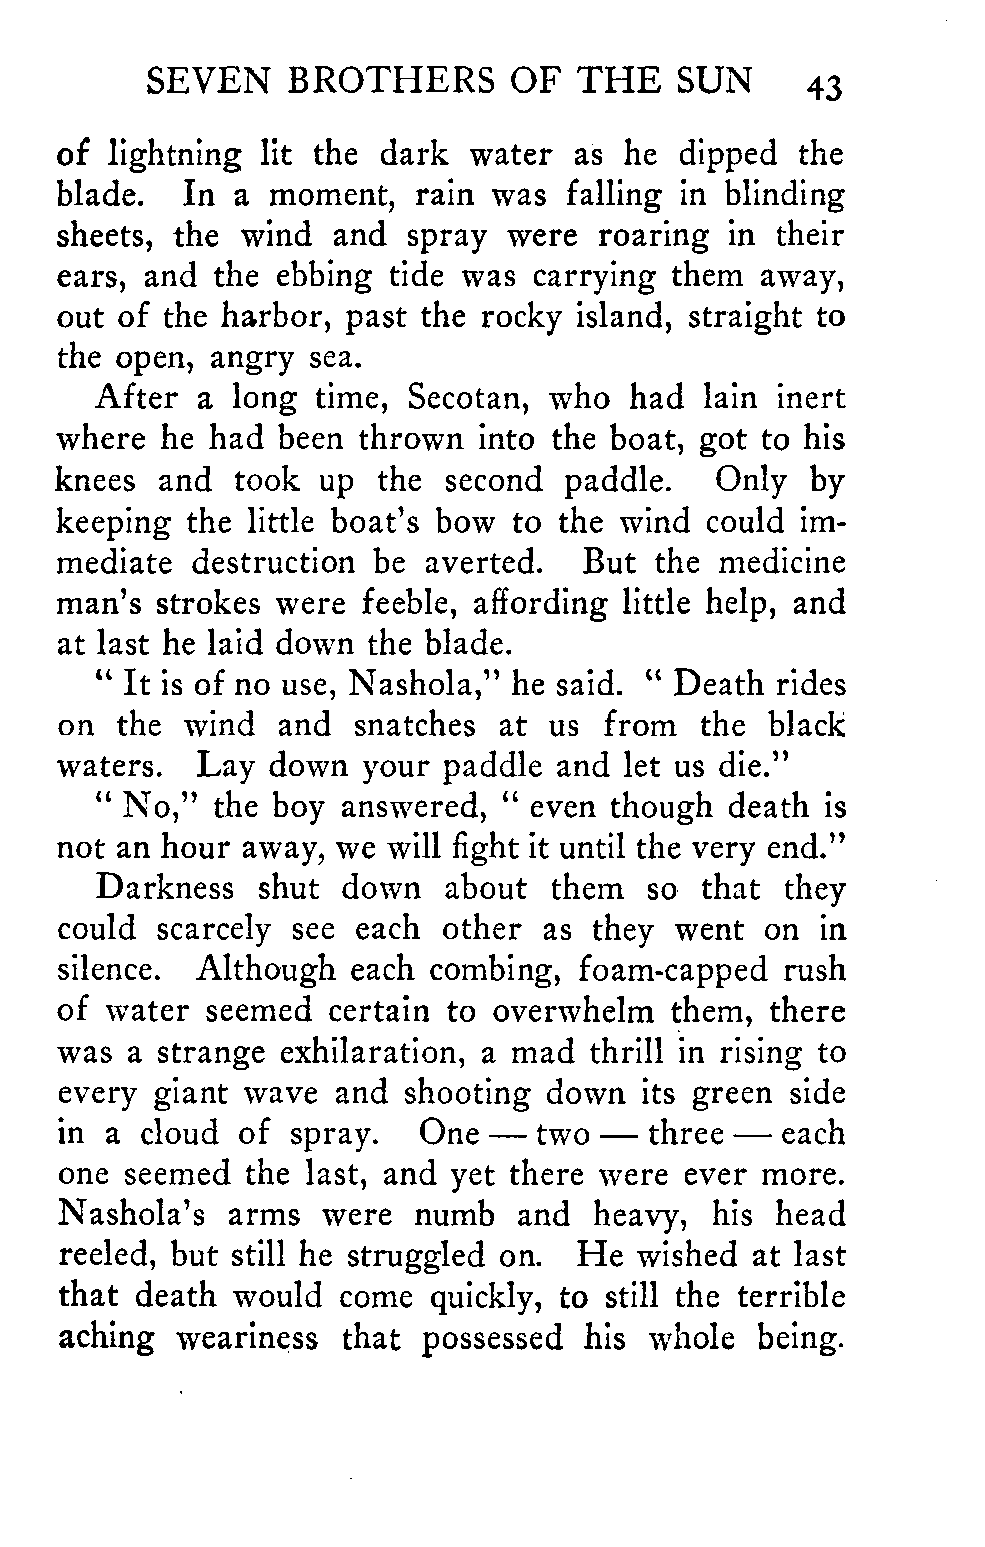 SEVEN BROTHERS OF THE SUN 43
of lightning lit the dark water as he dipped the
blade. In a moment, rain was falling in blinding
sheets, the wind and spray were roaring in their
ears, and the ebbing tide was carrying them away,
out of the harbor, past the rocky island, straight to
the open, angry sea.
After a long time, Secotan, who had lain inert
where he had been thrown into the boat, got to his
knees and took up the second paddle. Only by
keeping the little boat's bow to the wind could im-
mediate destruction be averted. But the medicine
man's strokes were feeble, affording little help, and
at last he laid down the blade.
" It is of no use, Nashola," he said. " Death rides
on the wind and snatches at us from the black
waters. Lay down your paddle and let us die."
" No," the boy answered, " even though death is
not an hour away, we will fight it until the very end."
Darkness shut down about them so that they
could scarcely see each other as they went on in
silence. Although each combing, foam-capped rush
of water seemed certain to overwhelm them, there
was a strange exhilaration, a mad thrill in rising to
every giant wave and shooting down its green side
in a cloud of spray. One — two — three — each
one seemed the last, and yet there were ever more.
Nashola's arms were numb and heavy, his head
reeled, but still he struggled on. He wished at last
that death would come quickly, to still the terrible
aching weariness that possessed his whole being.